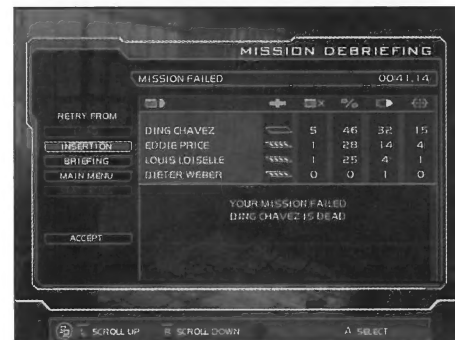 MISSION DEBRIEFING
MISSION FAILED 00:41.14
RETRY FROM
INSERTION
BRIEFING
MAIN MENU
ACCEPT
%
DING CHAVEZ 5 46 32 15
EDDIE PRICE 1 28 14 4
LOUIS LOISELLE 1 25 4 1
DIETER WEBER 0 0 1 0
YOUR MISSION FAILED
DING CHAVEZ IS DEAD
SCROLL UP SCROLL DOWN A SELECT